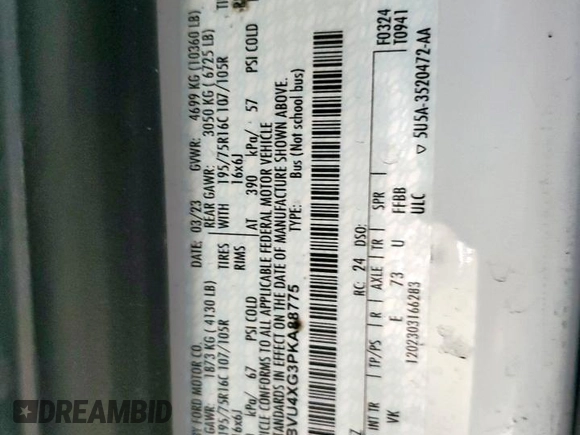 BY FORD MOTOR CO. DATE: 03/23 GVWR: 4699 KG (10360 LB)
GAWR: 1873 KG (4130 LB) REAR GAWR: 3050 KG (6725 LB)
195/75R16C 107/105R TIRES WITH 195/75R16C 107/105R
16x6J RIMS 16x6J
kPa/ 67 PSI COLD AT 390 kPa/ 57 PSI COLD
VEHICLE CONFORMS TO ALL APPLICABLE FEDERAL MOTOR VEHICLE
STANDARDS IN EFFECT ON THE DATE OF MANUFACTURE SHOWN ABOVE.
BVU4XG3PKA88775 TYPE: Bus (Not school bus)
F0324
T0941
RC: 24 DSO:
INT TR TP/PS R AXLE TR SPR
VK E 73 U FFBB
1202303166283 ULC 5U5A-3520472-AA
DREAMBID